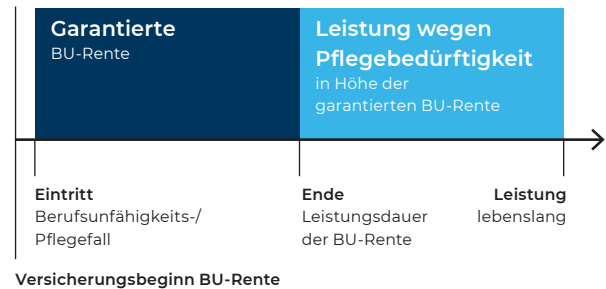 Garantierte
BU-Rente
Leistung wegen
Pflegebedürftigkeit
in Höhe der
garantierten BU-Rente
Eintritt
Berufsunfähigkeits-/
Pflegefall
Ende
Leistungsdauer
der BU-Rente
Leistung
lebenslang
Versicherungsbeginn BU-Rente